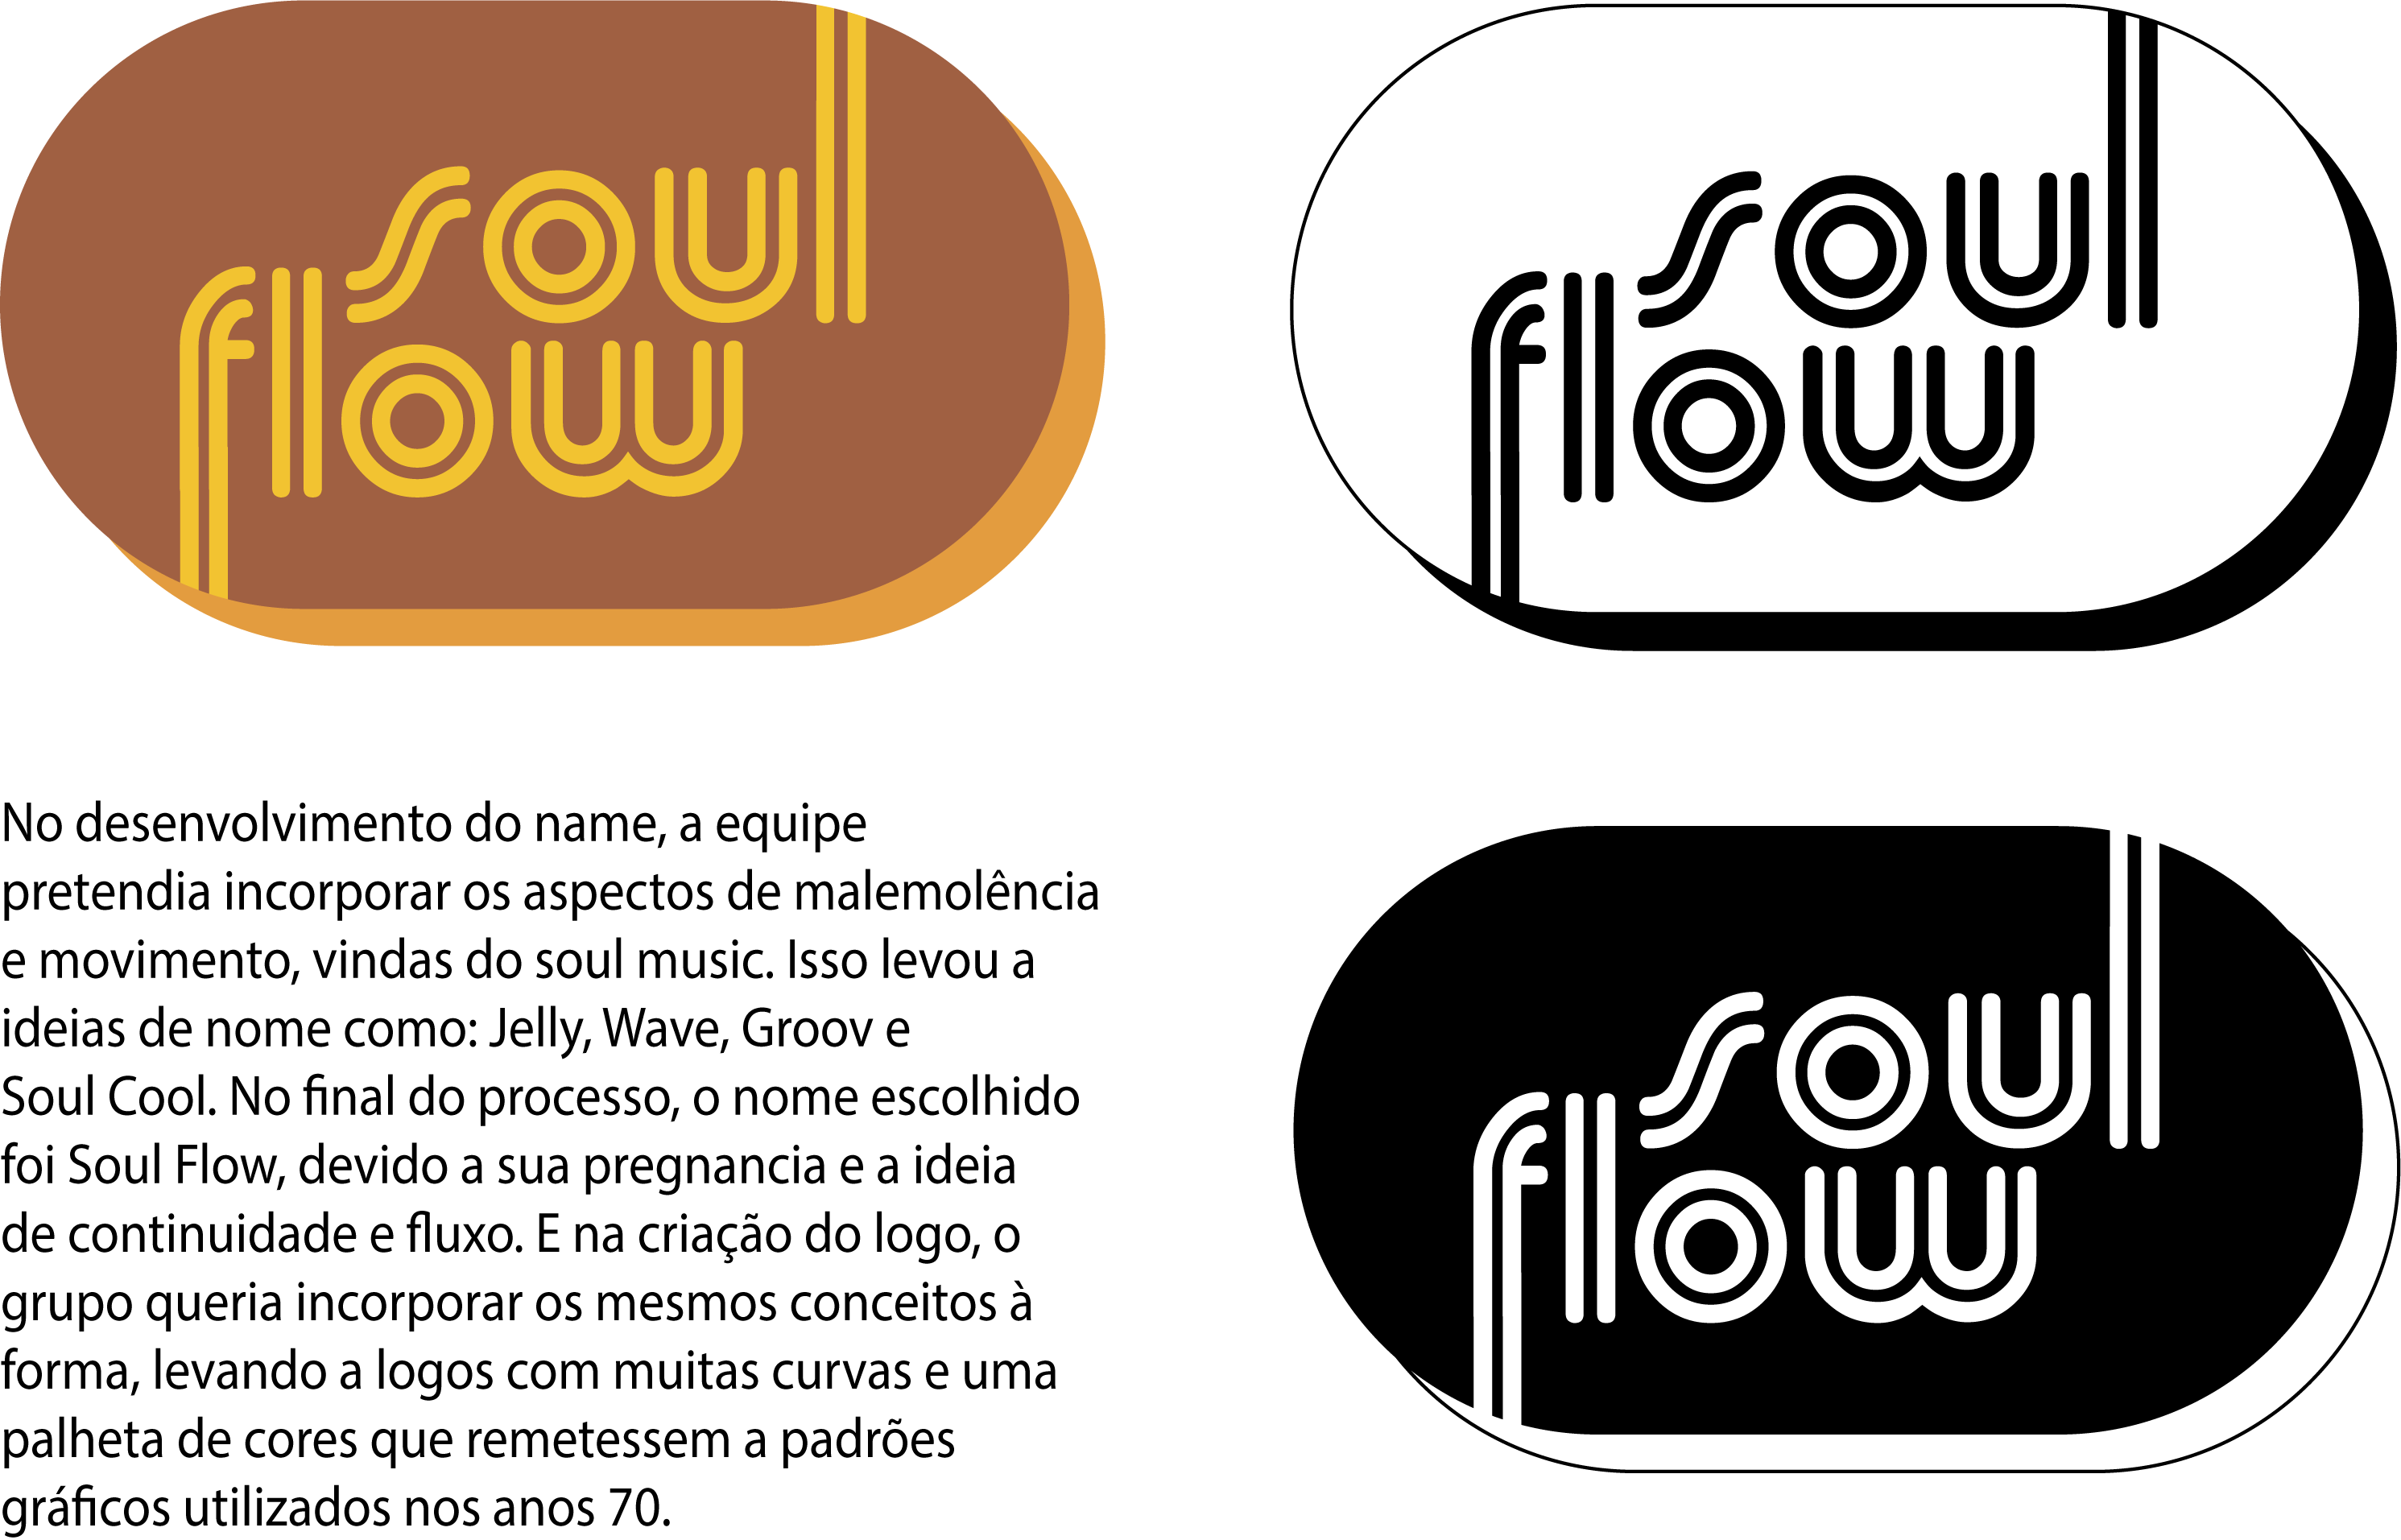 soul
flow
soul
flow
No desenvolvimento do name, a equipe
pretendia incorporar os aspectos de malemolência
e movimento, vindas do soul music. Isso levou a
ideias de nome como: Jelly, Wave, Groov e
Soul Cool. No final do processo, o nome escolhido
foi Soul Flow, devido a sua pregnancia e a ideia
de continuidade e fluxo. E na criação do logo, o
grupo queria incorporar os mesmos conceitos à
forma, levando a logos com muitas curvas e uma
palheta de cores que remetessem a padrões
gráficos utilizados nos anos 70.
soul
flow